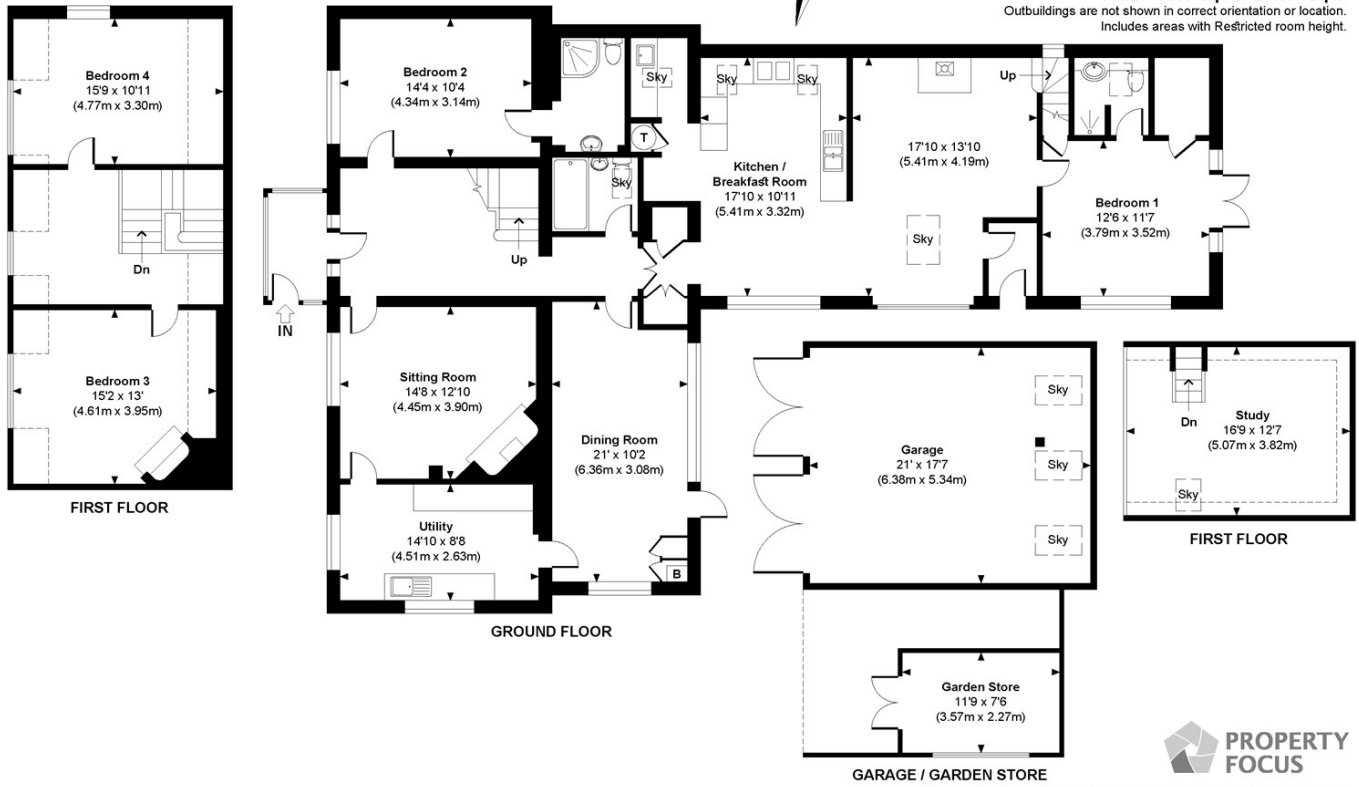 Outbuildings are not shown in correct orientation or location.
Includes areas with Restricted room height.
Bedroom 4
15'9 x 10'11
(4.77m x 3.30m)
Dn
Bedroom 3
15'2 x 13'
(4.61m x 3.95m)
FIRST FLOOR
Bedroom 2
14'4 x 10'4
(4.34m x 3.14m)
Sky
T
Sky
Up
IN
Sitting Room
14'8 x 12'10
(4.45m x 3.90m)
Utility
14'10 x 8'8
(4.51m x 2.63m)
Dining Room
21' x 10'2
(6.36m x 3.08m)
B
Sky
Sky
Kitchen /
Breakfast Room
17'10 x 10'11
(5.41m x 3.32m)
17'10 x 13'10
(5.41m x 4.19m)
Sky
Up
Bedroom 1
12'6 x 11'7
(3.79m x 3.52m)
GROUND FLOOR
Garage
21' x 17'7
(6.38m x 5.34m)
Sky
Sky
Sky
Garden Store
11'9 x 7'6
(3.57m x 2.27m)
GARAGE / GARDEN STORE
Dn
Study
16'9 x 12'7
(5.07m x 3.82m)
Sky
FIRST FLOOR
PROPERTY
FOCUS